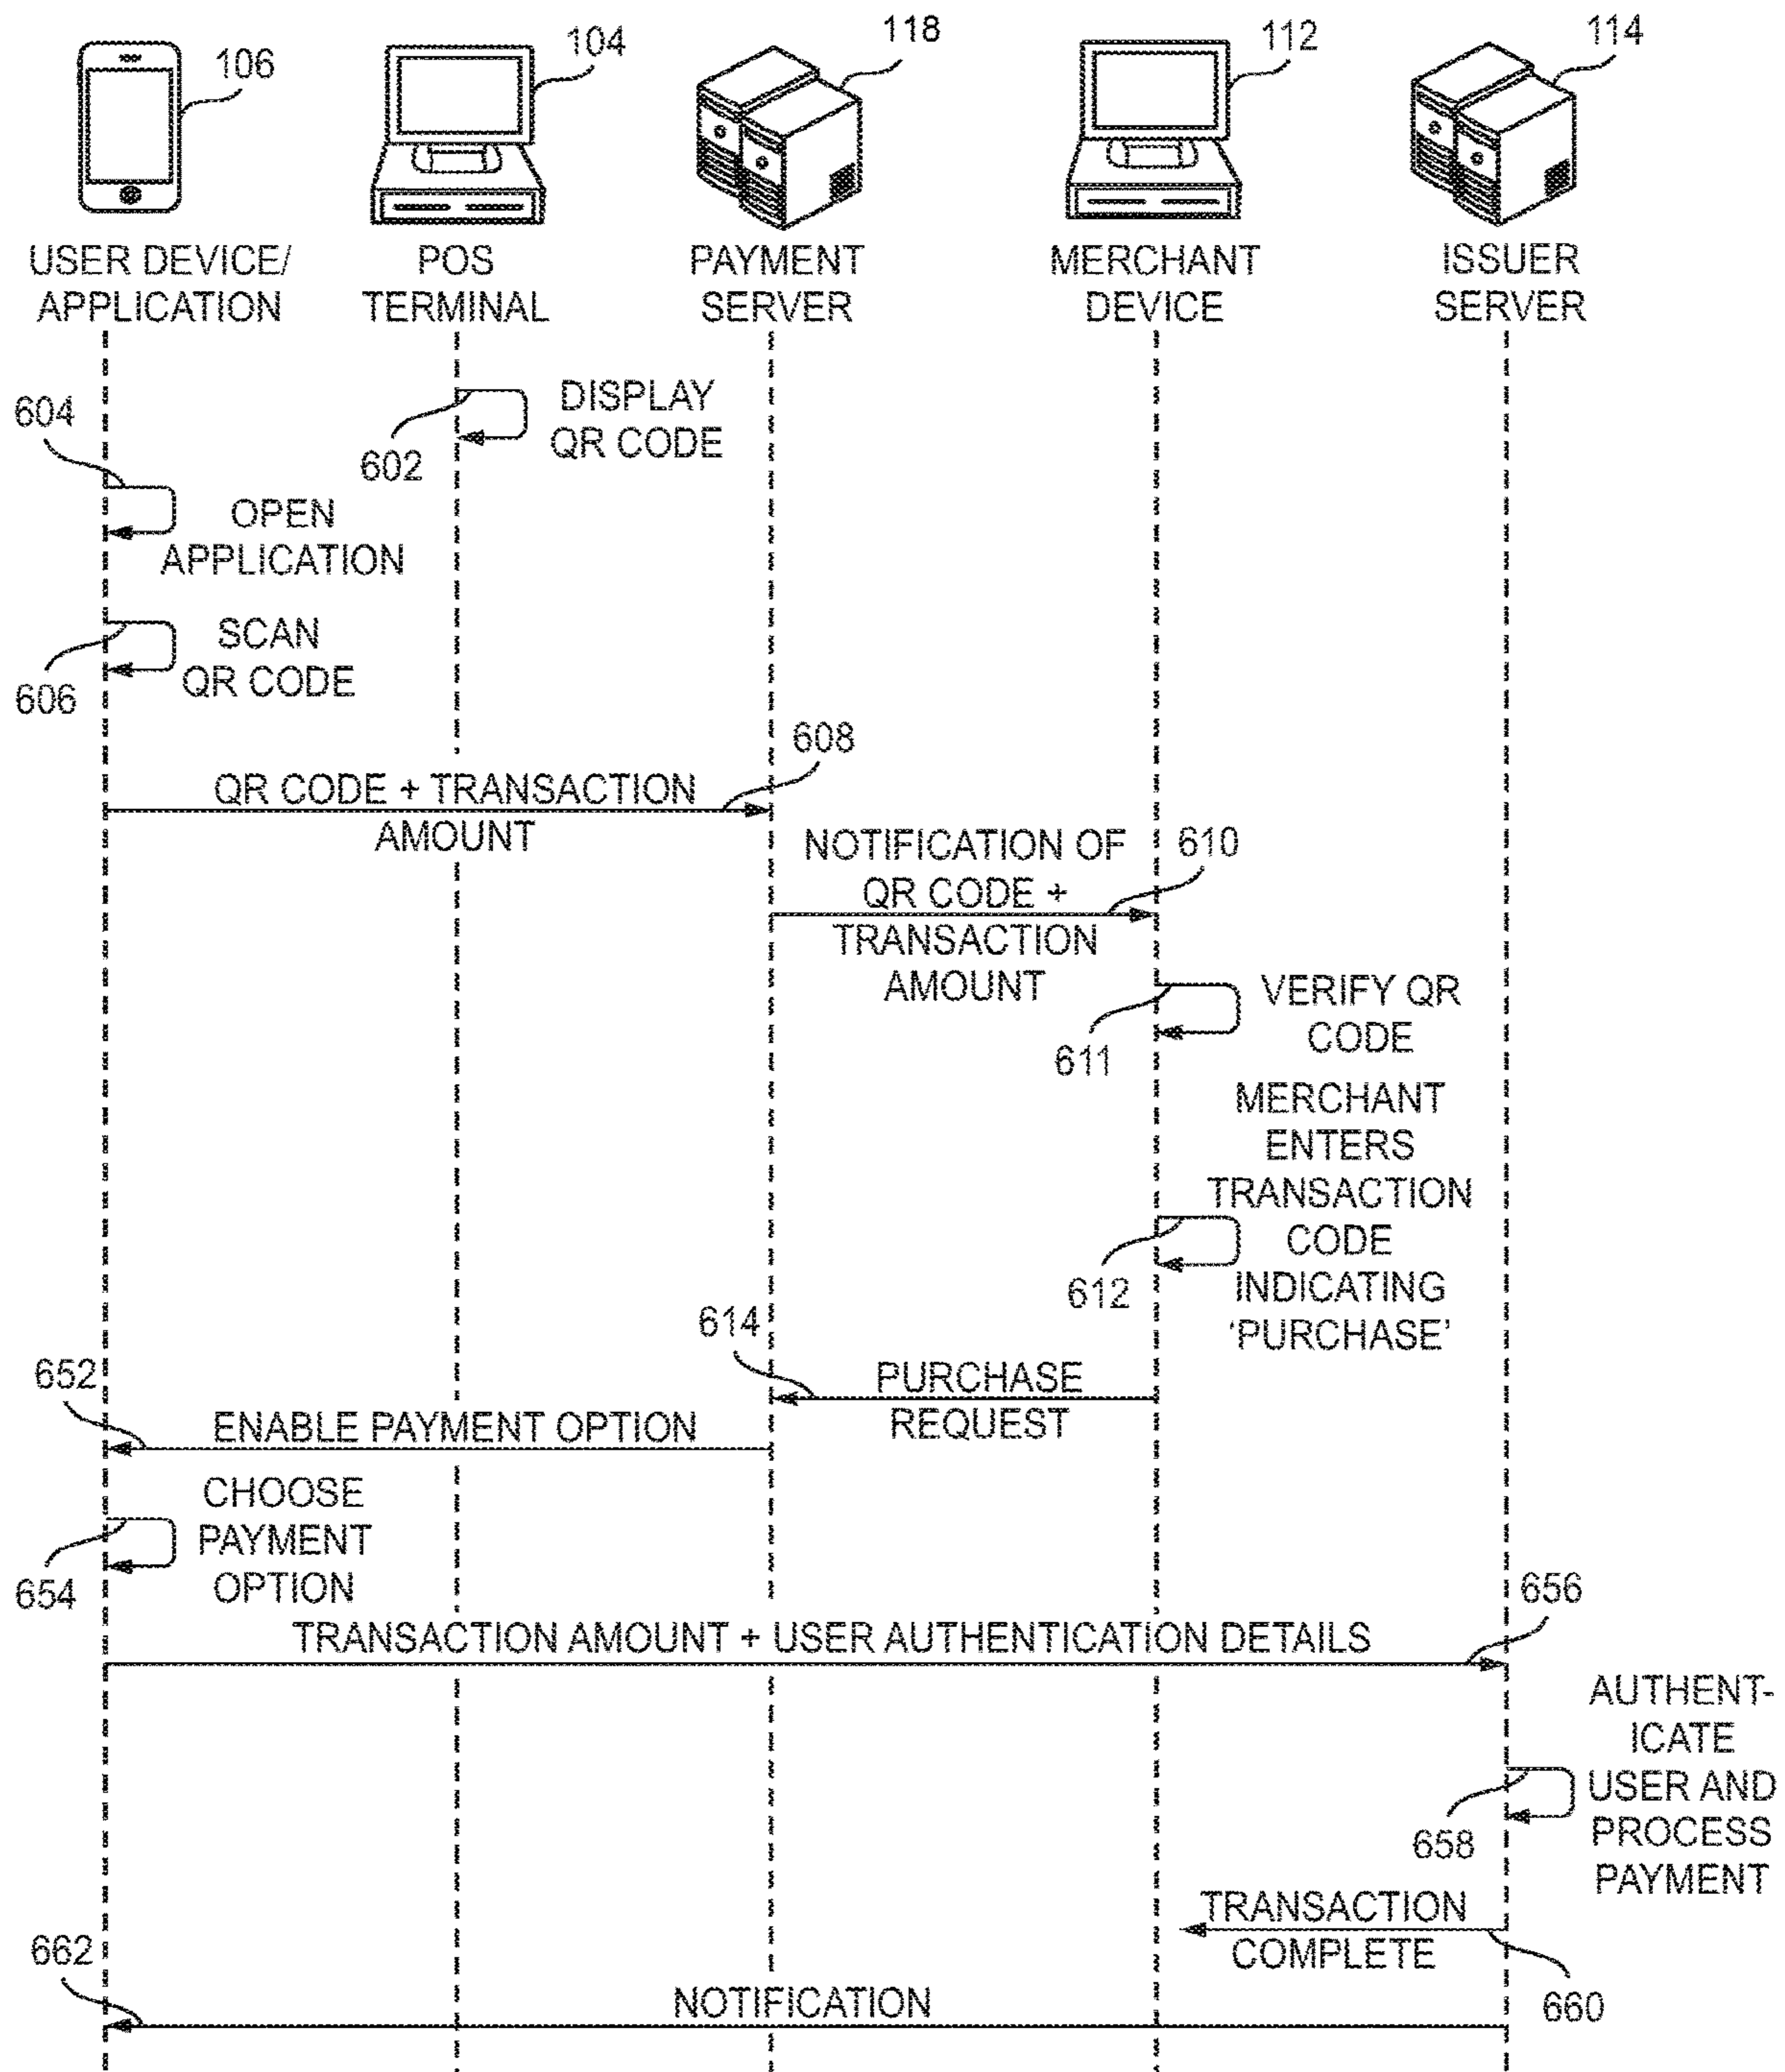 106
104
118
112
114
USER DEVICE/
APPLICATION
POS
TERMINAL
PAYMENT
SERVER
MERCHANT
DEVICE
ISSUER
SERVER
604
DISPLAY
QR CODE
602
OPEN
APPLICATION
SCAN
QR CODE
606
608
QR CODE + TRANSACTION
AMOUNT
NOTIFICATION OF
QR CODE +
TRANSACTION
AMOUNT
610
VERIFY QR
CODE
611
MERCHANT
ENTERS
TRANSACTION
CODE
INDICATING
'PURCHASE'
612
614
PURCHASE
REQUEST
652
ENABLE PAYMENT OPTION
CHOOSE
PAYMENT
OPTION
654
656
TRANSACTION AMOUNT + USER AUTHENTICATION DETAILS
AUTHENT-
ICATE
USER AND
PROCESS
PAYMENT
658
TRANSACTION
COMPLETE
660
662
NOTIFICATION